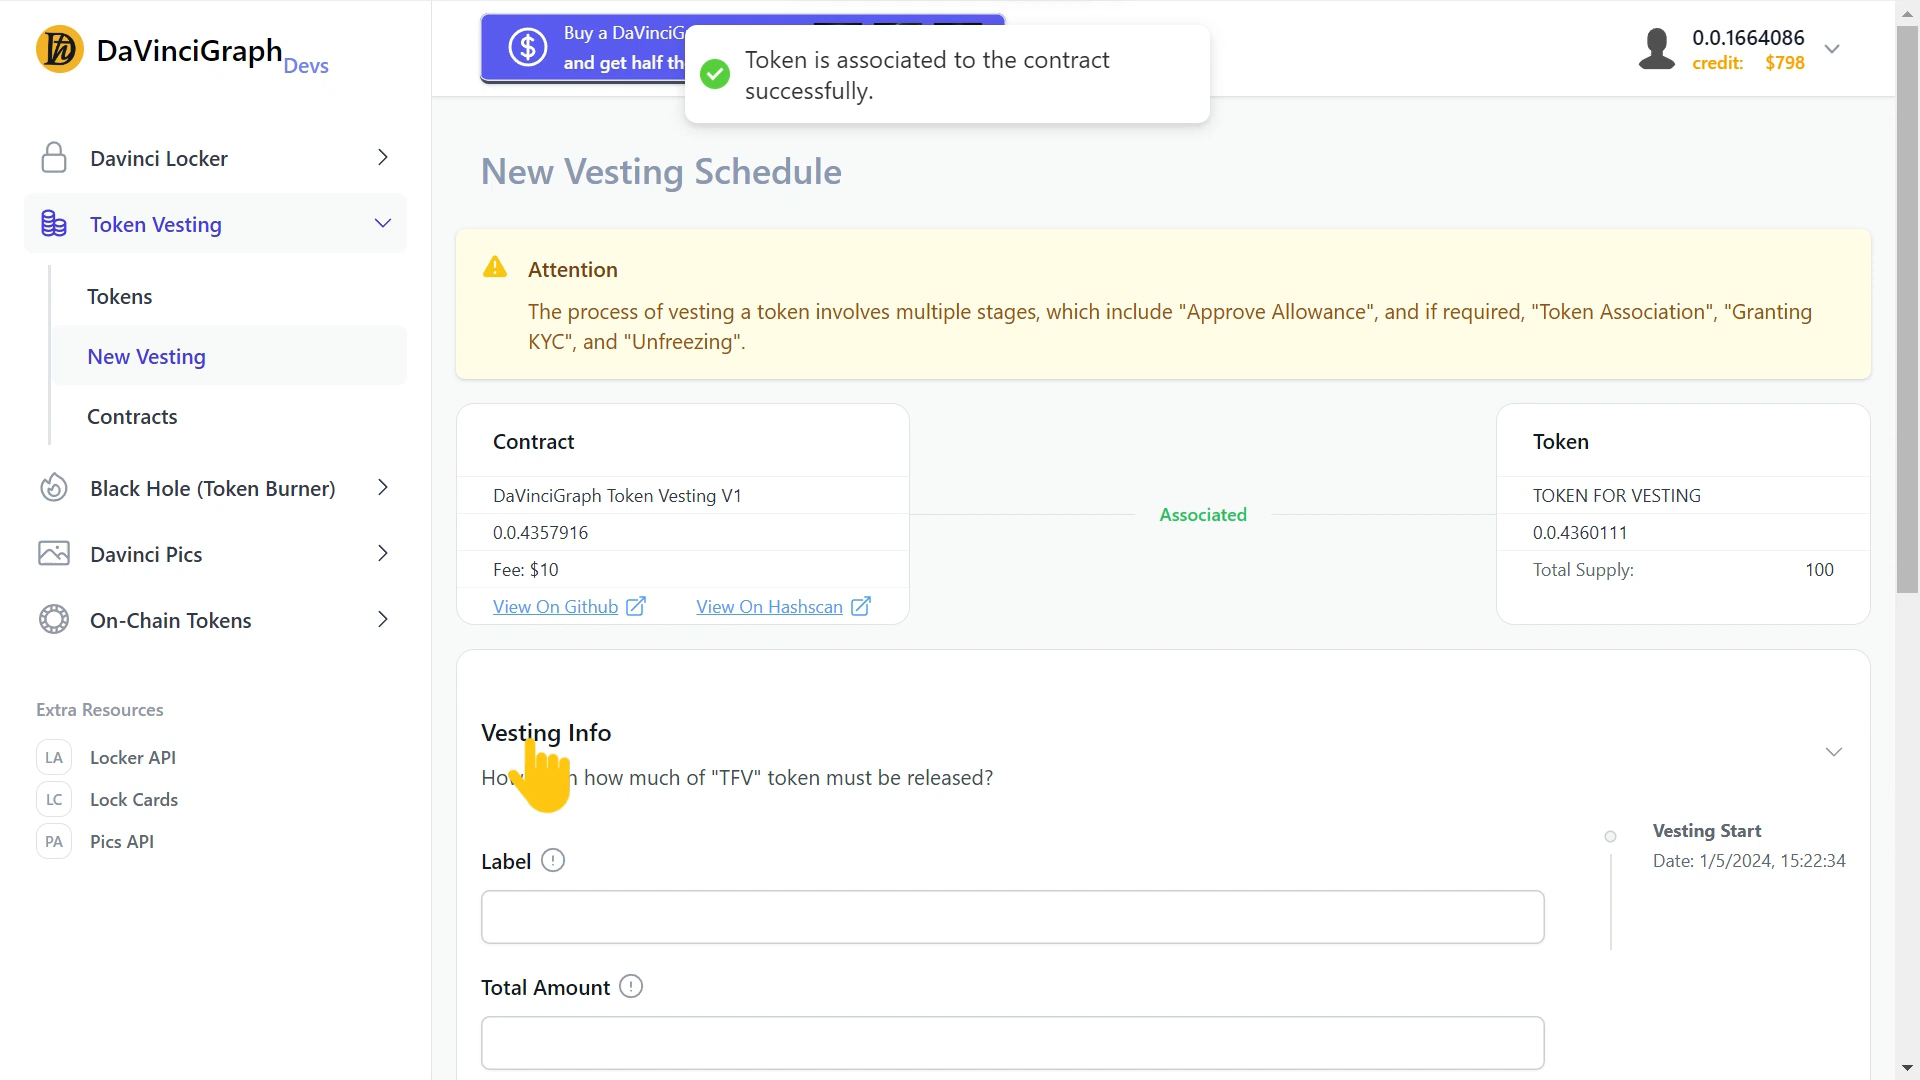 DaVinciGraph Devs
Buy a DaVinciG
and get half th
Token is associated to the contract
successfully.
0.0.1664086
credit: $798
Davinci Locker
Token Vesting
Tokens
New Vesting
Contracts
Black Hole (Token Burner)
Davinci Pics
On-Chain Tokens
Extra Resources
LA Locker API
LC Lock Cards
PA Pics API
New Vesting Schedule
Attention
The process of vesting a token involves multiple stages, which include "Approve Allowance", and if required, "Token Association", "Granting
KYC", and "Unfreezing".
Contract
DaVinciGraph Token Vesting V1
0.0.4357916
Fee: $10
View On Github
View On Hashscan
Associated
Token
TOKEN FOR VESTING
0.0.4360111
Total Supply: 100
Vesting Info
how much of "TFV" token must be released?
Label
Total Amount
Vesting Start
Date: 1/5/2024, 15:22:34